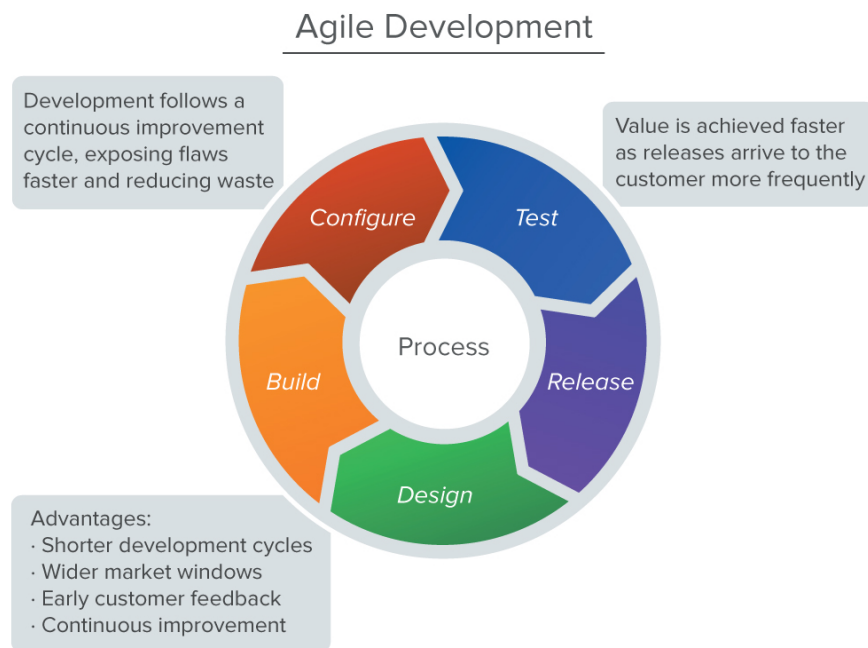 Agile Development
Development follows a
continuous improvement
cycle, exposing flaws
faster and reducing waste
Value is achieved faster
as releases arrive to the
customer more frequently
Configure
Test
Process
Build
Release
Design
Advantages:
· Shorter development cycles
· Wider market windows
· Early customer feedback
· Continuous improvement